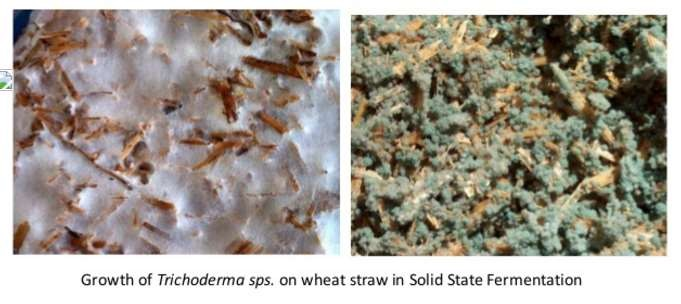 Growth of Trichoderma sps. on wheat straw in Solid State Fermentation